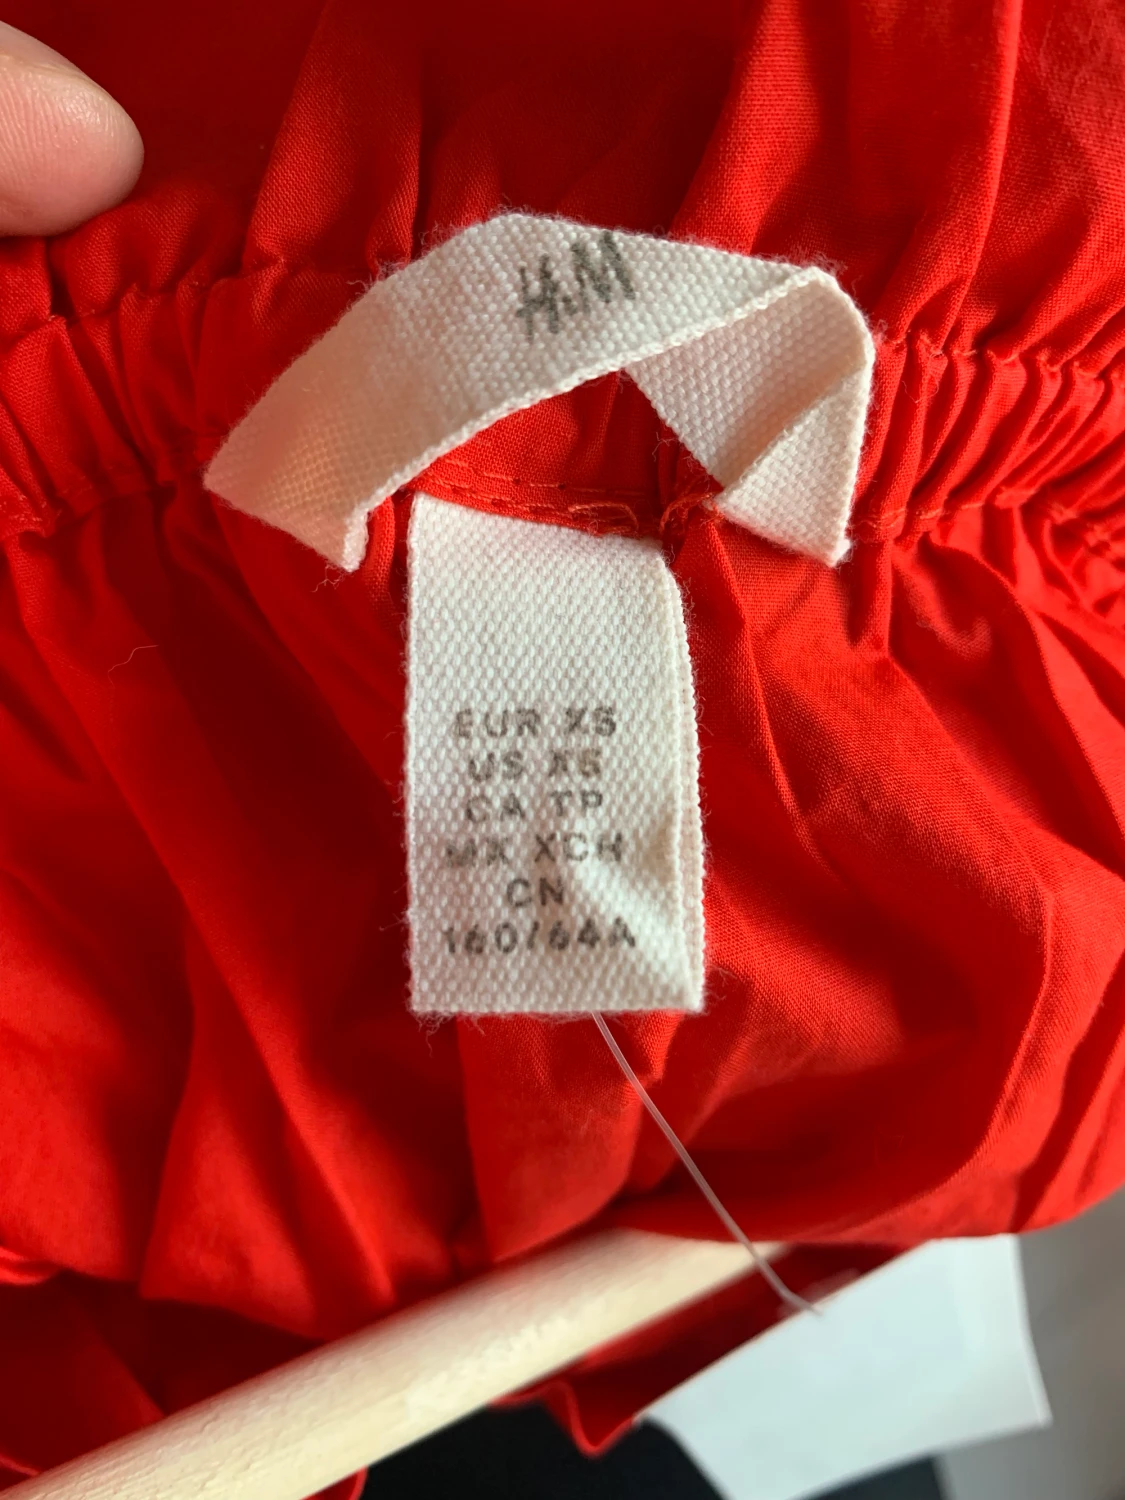 H&M
EUR XS
US XS
CA TP
MX XCH
CN
160/64A